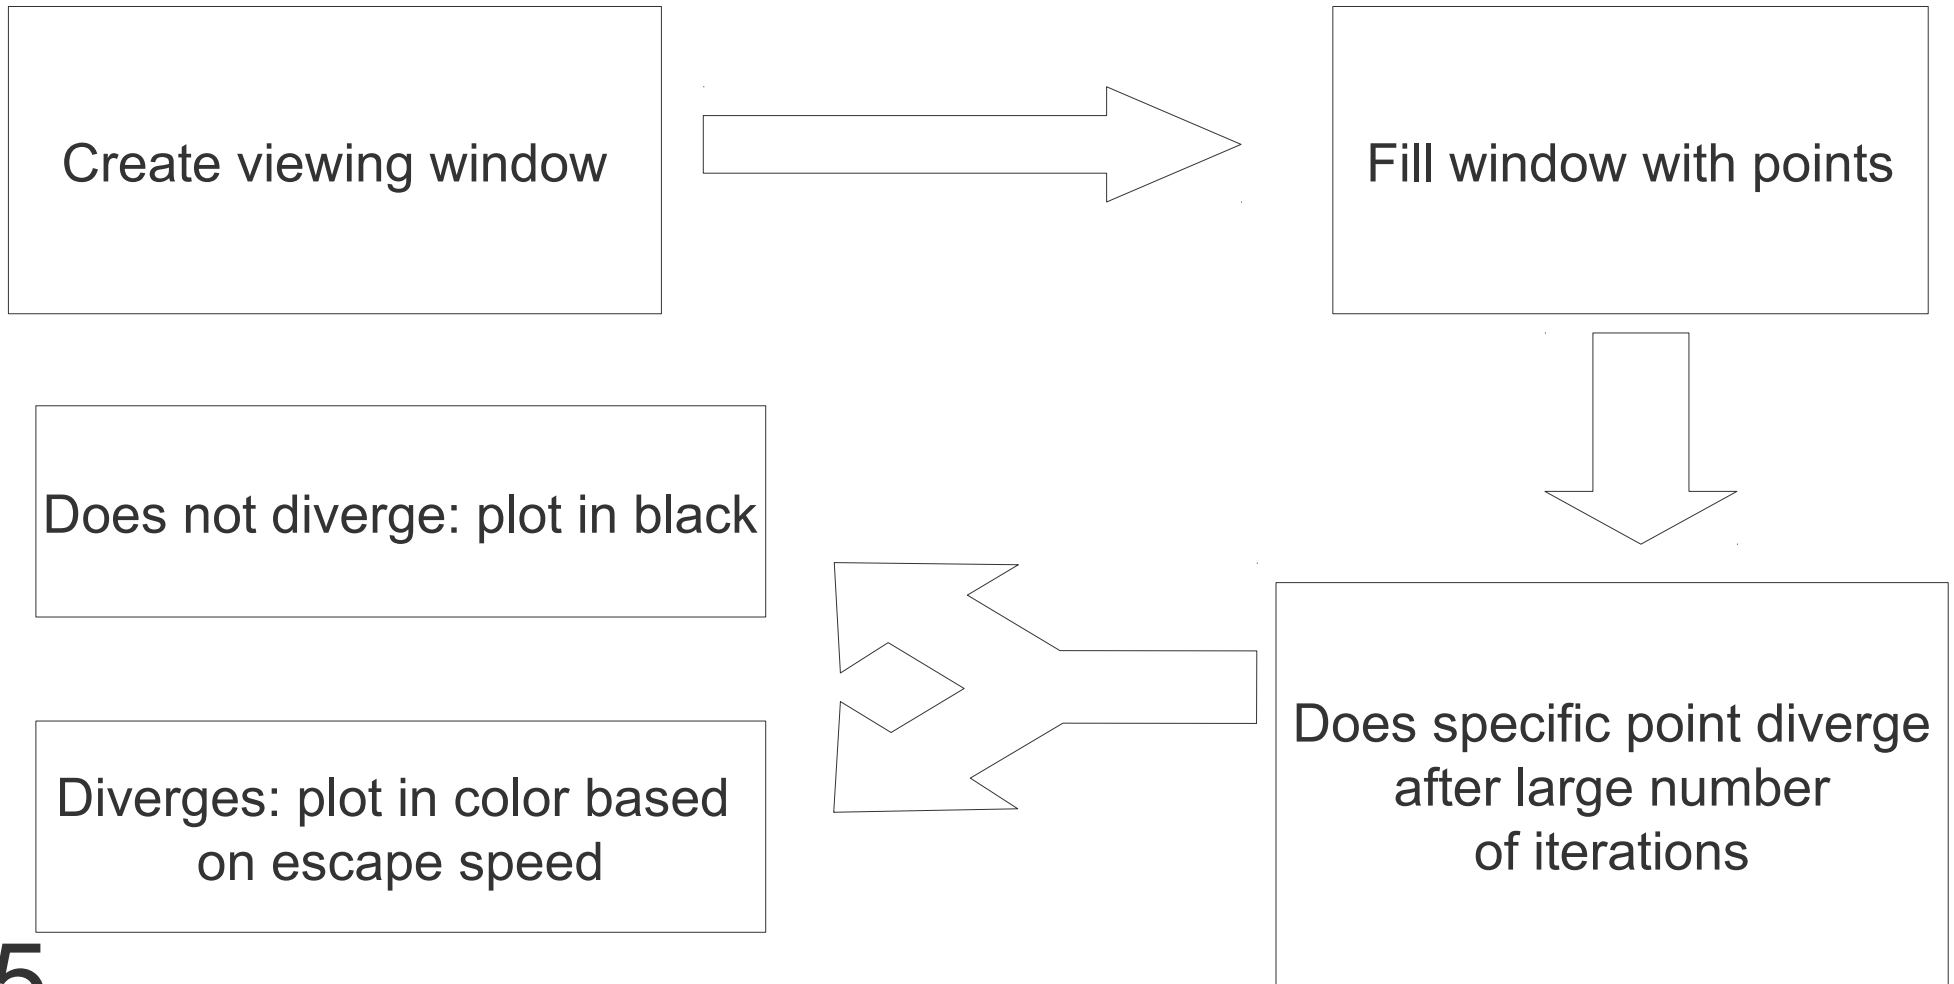 Create viewing window
Fill window with points
Does specific point diverge
after large number
of iterations
Does not diverge: plot in black
Diverges: plot in color based
on escape speed
5